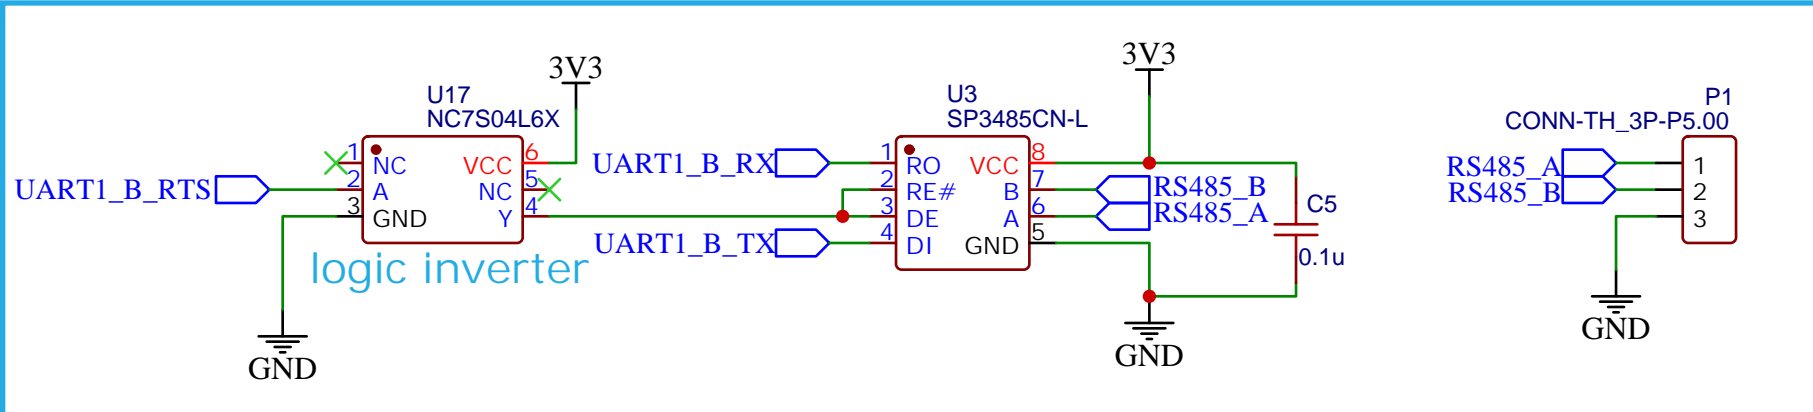 3V3
U17
NC7S04L6X
UART1_B_RTS
1 NC VCC 6
2 A NC 5
3 GND Y 4
logic inverter
GND
3V3
U3
SP3485CN-L
UART1_B_RX
UART1_B_TX
1 RO VCC 8
2 RE# B 7
3 DE A 6
4 DI GND 5
RS485_B
RS485_A
C5
0.1u
GND
P1
CONN-TH_3P-P5.00
RS485_A 1
RS485_B 2
3
GND